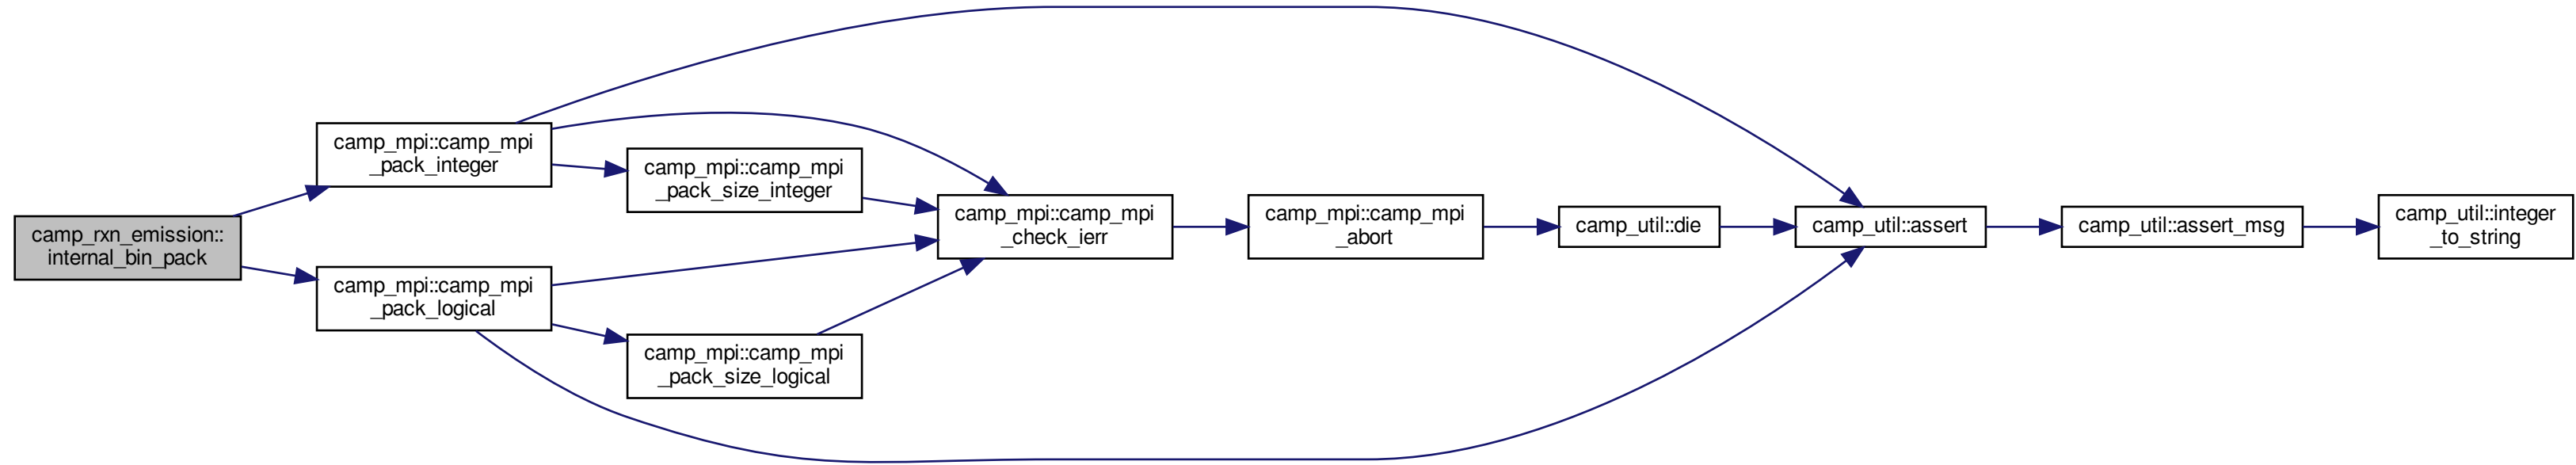 camp_rxn_emission::
internal_bin_pack
camp_mpi::camp_mpi
_pack_integer
camp_mpi::camp_mpi
_pack_logical
camp_mpi::camp_mpi
_pack_size_integer
camp_mpi::camp_mpi
_pack_size_logical
camp_mpi::camp_mpi
_check_ierr
camp_mpi::camp_mpi
_abort
camp_util::die
camp_util::assert
camp_util::assert_msg
camp_util::integer
_to_string